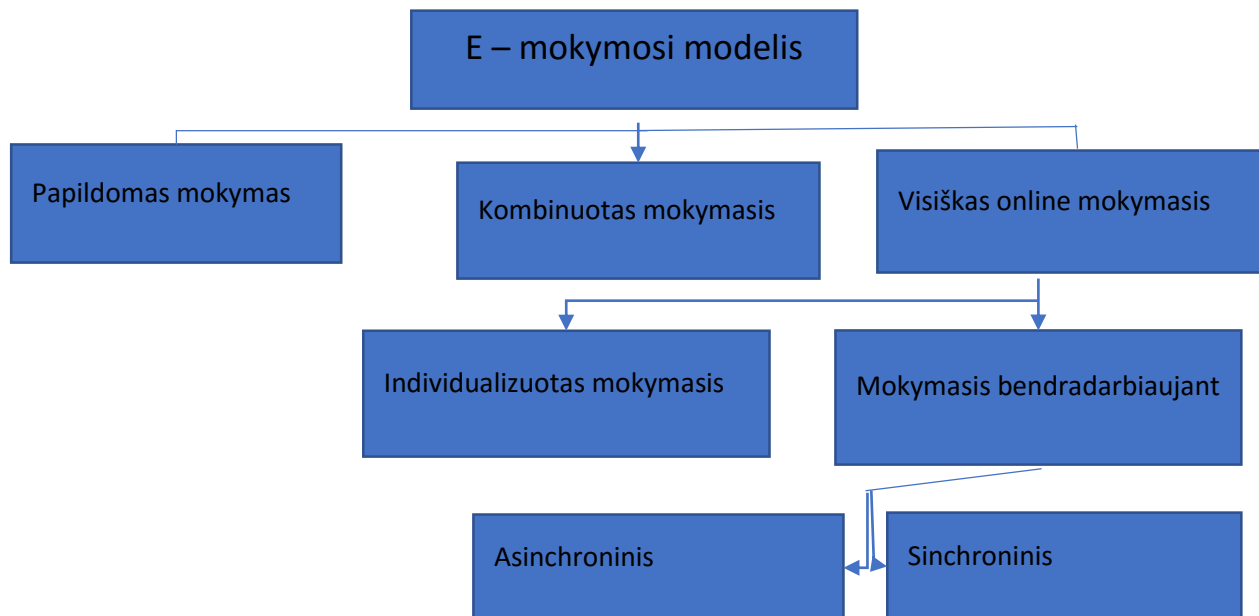 E – mokymosi modelis
Papildomas mokymas
Kombinuotas mokymasis
Visiškas online mokymasis
Individualizuotas mokymasis
Mokymasis bendradarbiaujant
Asinchroninis
Sinchroninis